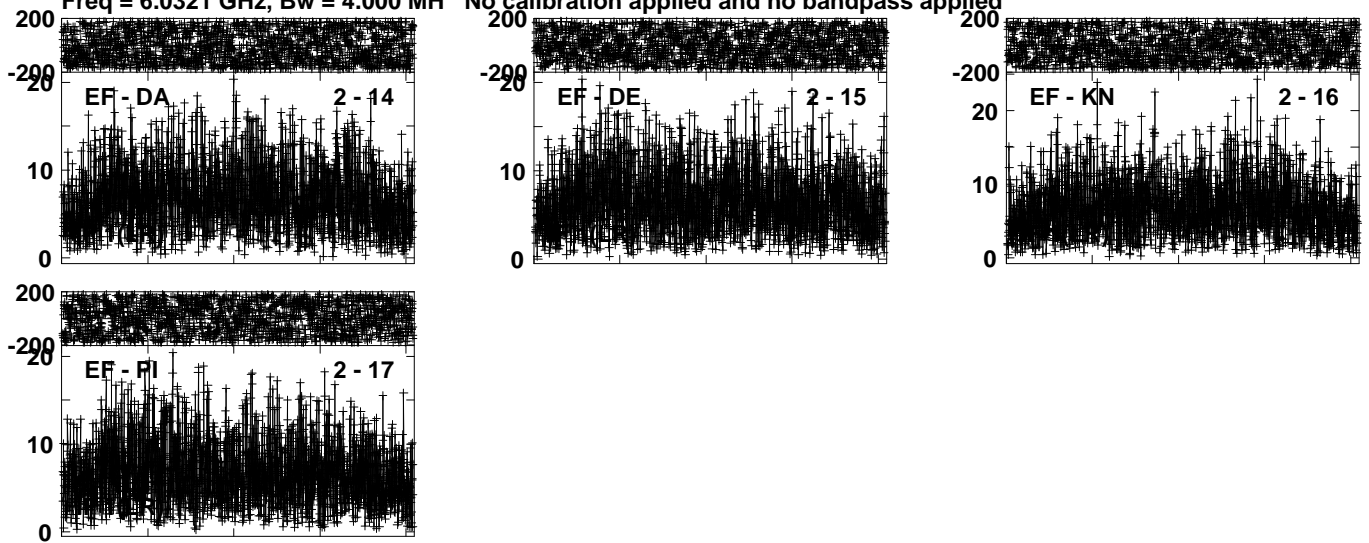 Freq = 6.0321 GHz, Bw = 4.000 MH No calibration applied and no bandpass applied
200 200 200
-200 -200 -200
20 20 20
EF - DA 2 - 14 EF - DE 2 - 15 EF - KN 2 - 16
10 10 10
0 0 0
200
-200
20
EF - PI 2 - 17
10
0